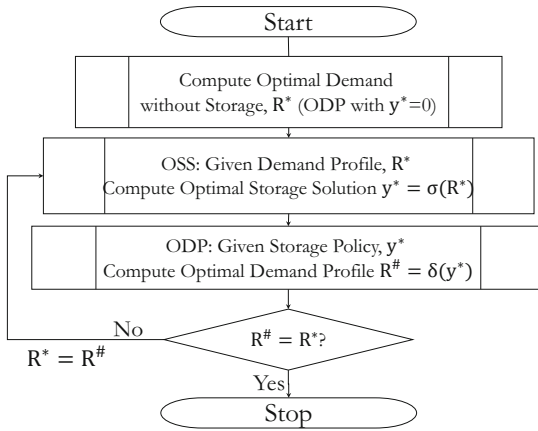 Start
Compute Optimal Demand
without Storage, R* (ODP with y*=0)
OSS: Given Demand Profile, R*
Compute Optimal Storage Solution y* = σ(R*)
ODP: Given Storage Policy, y*
Compute Optimal Demand Profile R# = δ(y*)
No
R# = R*?
R* = R#
Yes
Stop